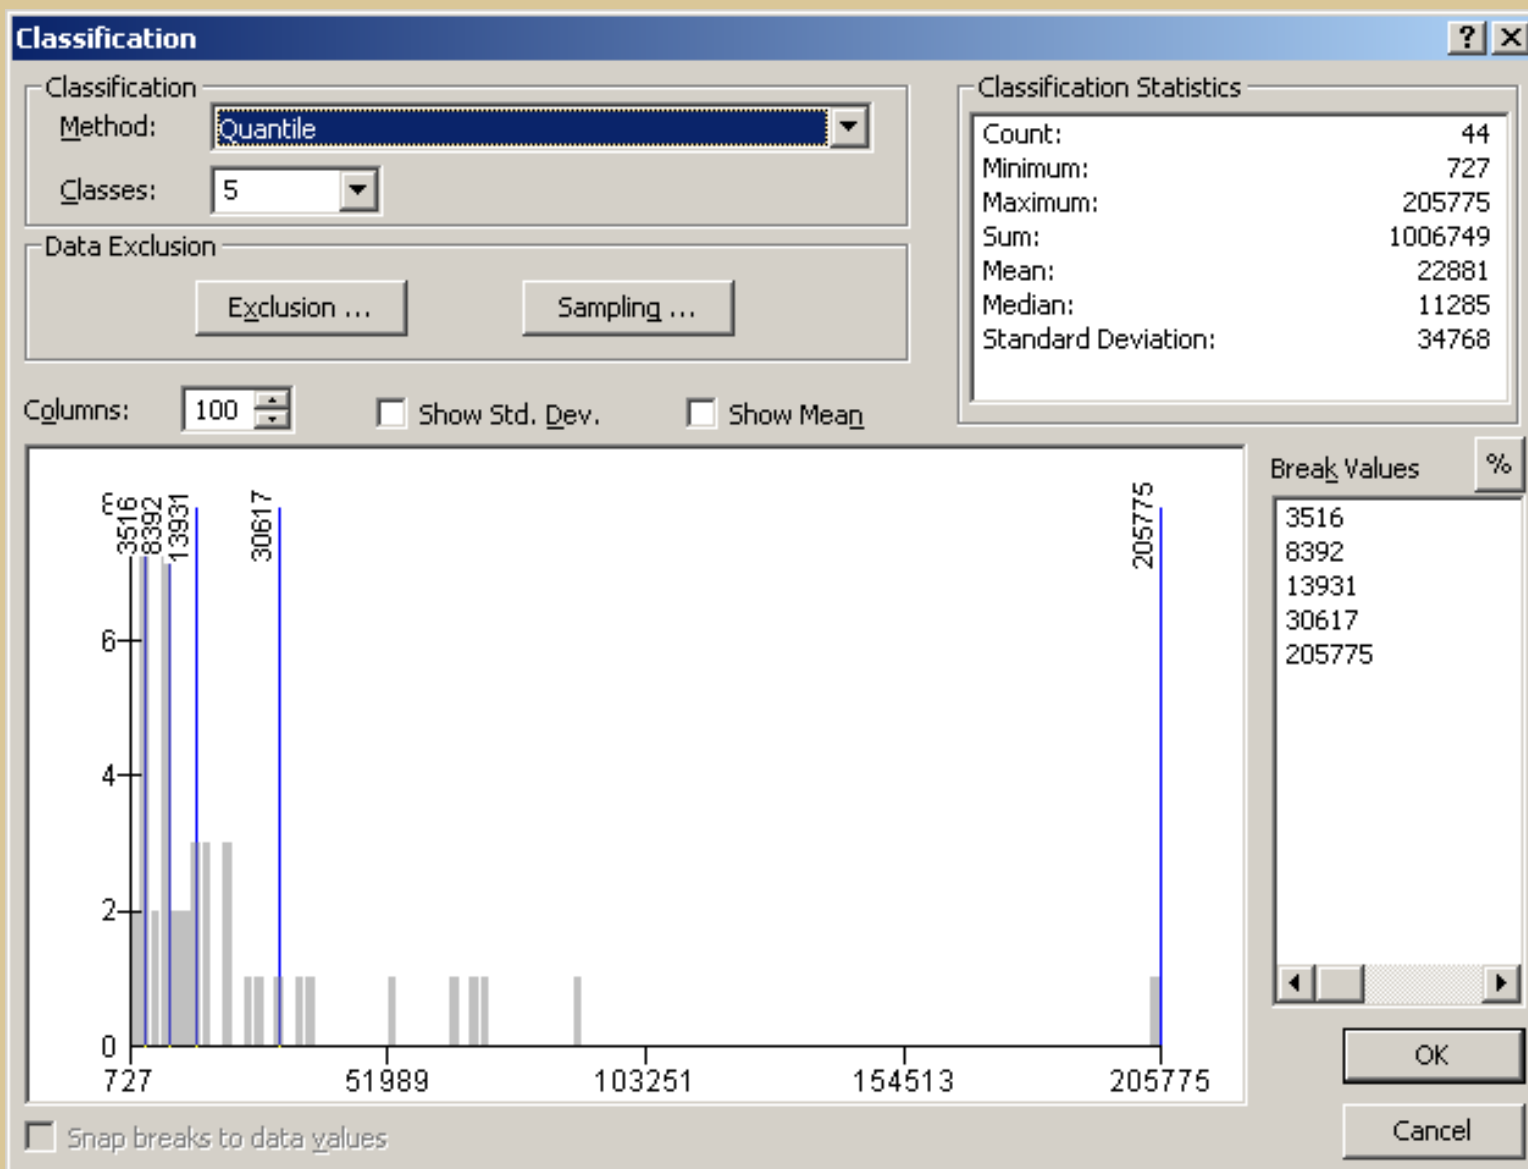 Classification
Classification
Method: Quantile
Classes: 5
Data Exclusion
Exclusion ...
Sampling ...
Classification Statistics
Count: 44
Minimum: 727
Maximum: 205775
Sum: 1006749
Mean: 22881
Median: 11285
Standard Deviation: 34768
Columns: 100
Show Std. Dev.
Show Mean
3516
8392
13931
30617
205775
6
4
2
0
727 51989 103251 154513 205775
Break Values %
3516
8392
13931
30617
205775
OK
Cancel
Snap breaks to data values